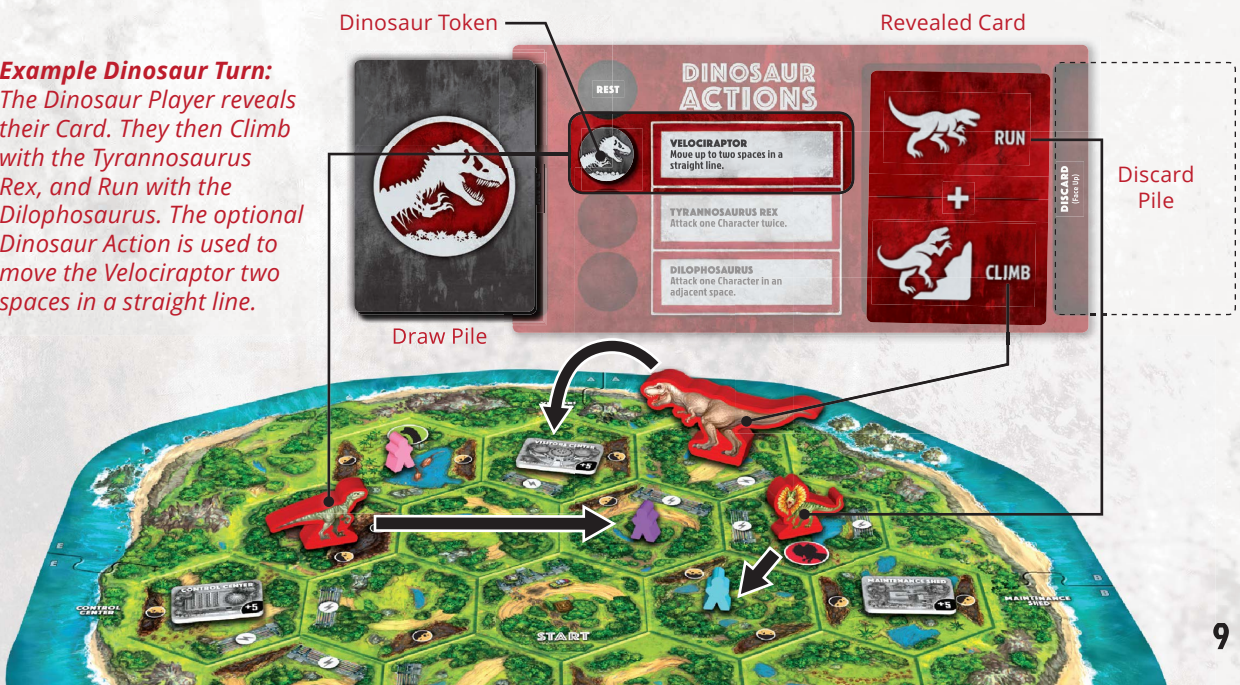 Dinosaur Token
Revealed Card
Example Dinosaur Turn:
The Dinosaur Player reveals
their Card. They then Climb
with the Tyrannosaurus
Rex, and Run with the
Dilophosaurus. The optional
Dinosaur Action is used to
move the Velociraptor two
spaces in a straight line.
REST
DINOSAUR
ACTIONS
VELOCIRAPTOR
Move up to two spaces in a
straight line.
TYRANNOSAURUS REX
Attack one Character twice.
DILOPHOSAURUS
Attack one Character in an
adjacent space.
RUN
+
CLIMB
DISCARD
(Face Up)
Discard
Pile
Draw Pile
VISITORS CENTER
+5
CONTROL CENTER
+5
CONTROL
CENTER
START
MAINTENANCE SHED
+5
MAINTENANCE
SHED
A A
E
E
B
B
9